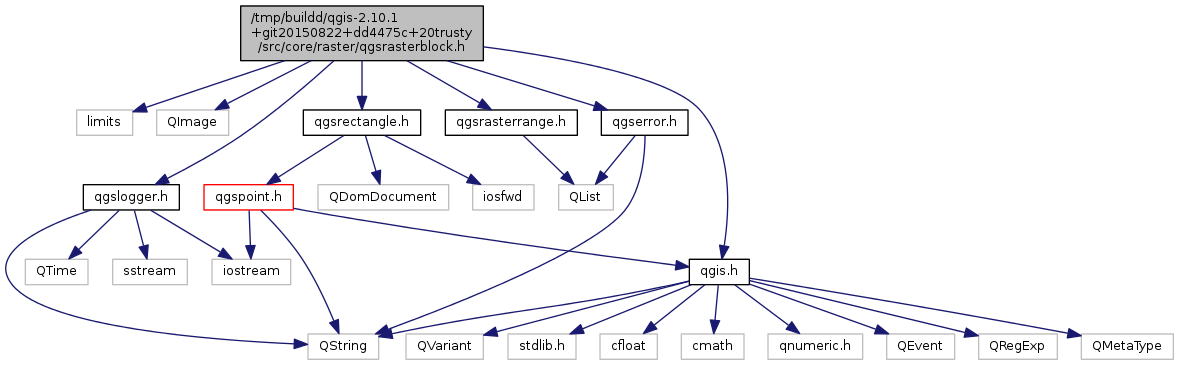 /tmp/buildd/qgis-2.10.1
+git20150822+dd4475c+20trusty
/src/core/raster/qgsrasterblock.h
limits
QImage
qgsrectangle.h
qgsrasterrange.h
qgserror.h
qgslogger.h
qgspoint.h
QDomDocument
iosfwd
QList
QTime
sstream
iostream
qgis.h
QString
QVariant
stdlib.h
cfloat
cmath
qnumeric.h
QEvent
QRegExp
QMetaType